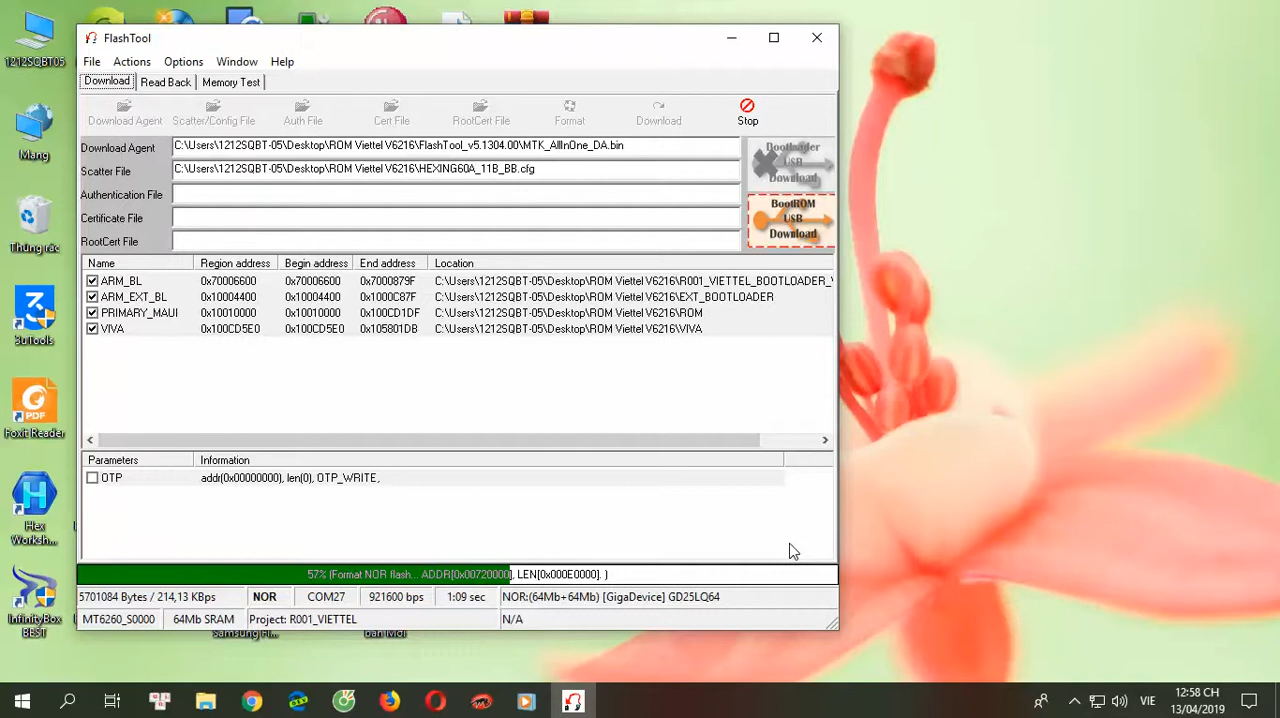 FlashTool
File Actions Options Window Help
Download Read Back Memory Test
Download Agent Scatter/Config File Auth File Cert File RootCert File Format Download Stop
Download Agent C:\Users\1212SQBT-05\Desktop\ROM Viettel V6216\FlashTool_v5.1304.00\MTK_AllInOne_DA.bin
Scatter File C:\Users\1212SQBT-05\Desktop\ROM Viettel V6216\HEXING60A_11B_BB.cfg
Authentication File
Certificate File
RootCert File
Bootloader
USB
Download
BootROM
USB
Download
Name Region address Begin address End address Location
ARM_BL 0x70006600 0x70006600 0x7000879F C:\Users\1212SQBT-05\Desktop\ROM Viettel V6216\R001_VIETTEL_BOOTLOADER_V
ARM_EXT_BL 0x10004400 0x10004400 0x1000C87F C:\Users\1212SQBT-05\Desktop\ROM Viettel V6216\EXT_BOOTLOADER
PRIMARY_MAUI 0x10010000 0x10010000 0x100CD1DF C:\Users\1212SQBT-05\Desktop\ROM Viettel V6216\ROM
VIVA 0x100CD5E0 0x100CD5E0 0x105801DB C:\Users\1212SQBT-05\Desktop\ROM Viettel V6216\VIVA
Parameters Information
OTP addr(0x00000000), len(0), OTP_WRITE,
57% (Format NOR flash... ADDR[0x00720000], LEN[0x000E0000]. )
5701084 Bytes / 214,13 KBps NOR COM27 921600 bps 1:09 sec NOR:(64Mb+64Mb) [GigaDevice] GD25LQ64
MT6260_S0000 64Mb SRAM Project: R001_VIETTEL N/A
1212SQBT05
Mạng
Thùng rác
3uTools
Foxit Reader
Hex
Worksh...
InfinityBox
BEST
VIE
12:58 CH
13/04/2019